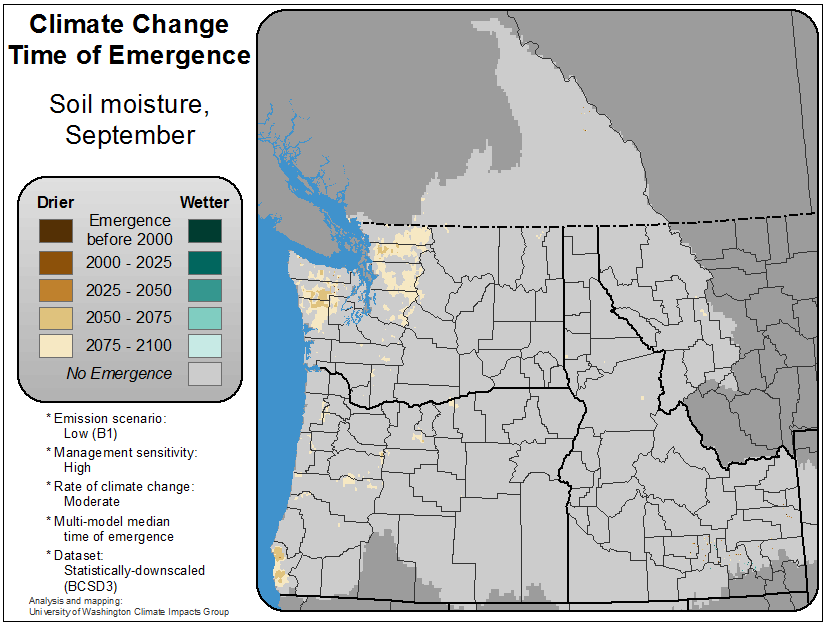 Climate Change
Time of Emergence
Soil moisture,
September
Drier
Wetter
Emergence
before 2000
2000 - 2025
2025 - 2050
2050 - 2075
2075 - 2100
No Emergence
* Emission scenario:
Low (B1)
* Management sensitivity:
High
* Rate of climate change:
Moderate
* Multi-model median
time of emergence
* Dataset:
Statistically-downscaled
(BCSD3)
Analysis and mapping:
University of Washington Climate Impacts Group